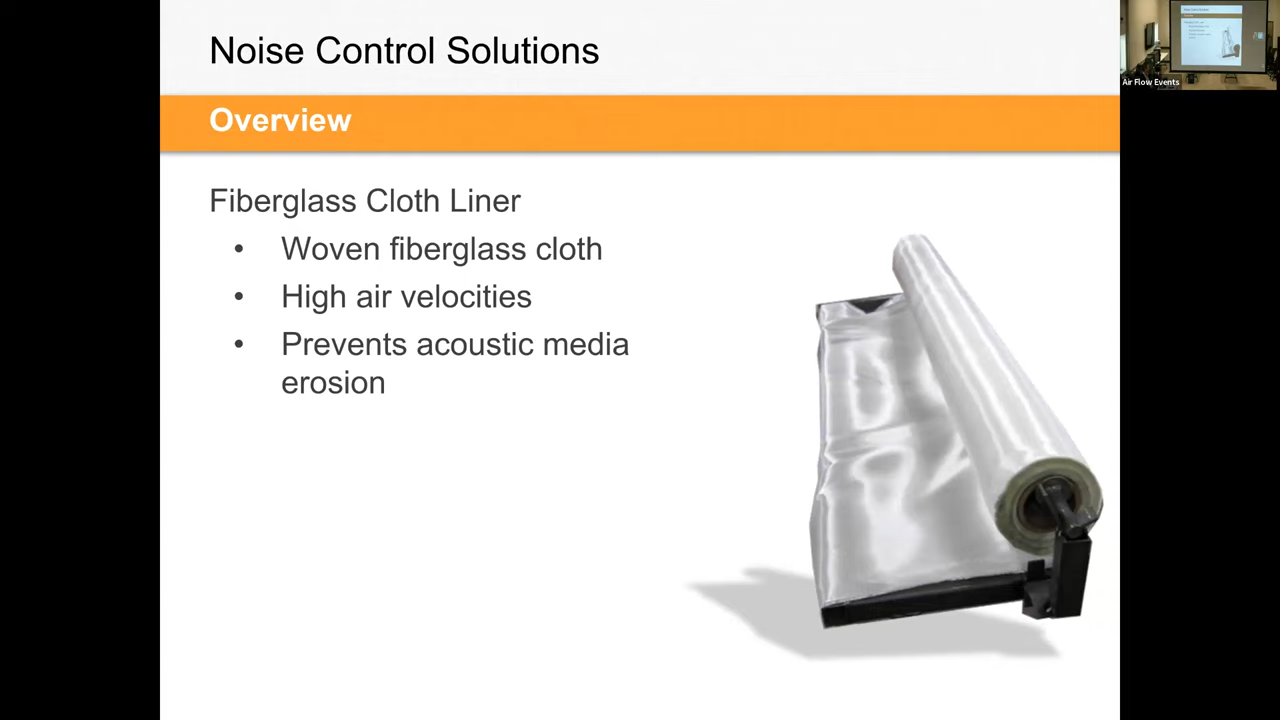 Noise Control Solutions
Overview
Fiberglass Cloth Liner
• Woven fiberglass cloth
• High air velocities
• Prevents acoustic media
erosion
Air Flow Events